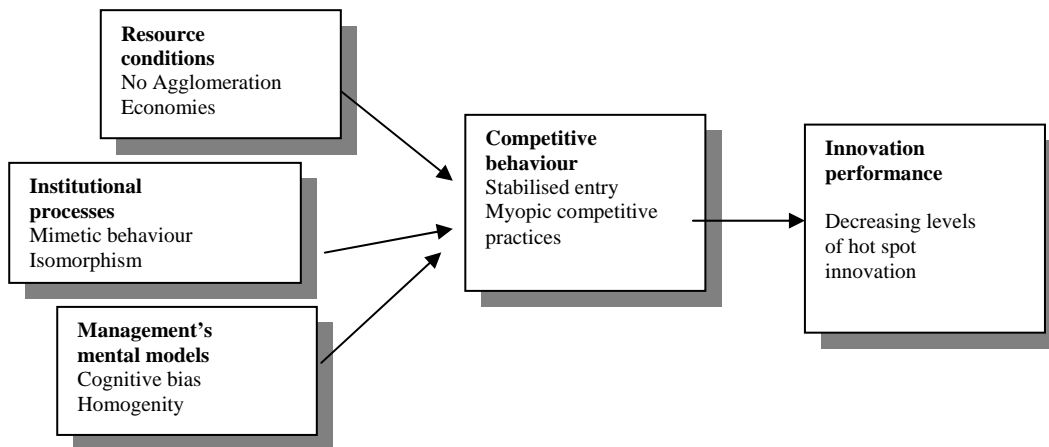 Resource
conditions
No Agglomeration
Economies
Institutional
processes
Mimetic behaviour
Isomorphism
Management's
mental models
Cognitive bias
Homogenity
Competitive
behaviour
Stabilised entry
Myopic competitive
practices
Innovation
performance
Decreasing levels
of hot spot
innovation